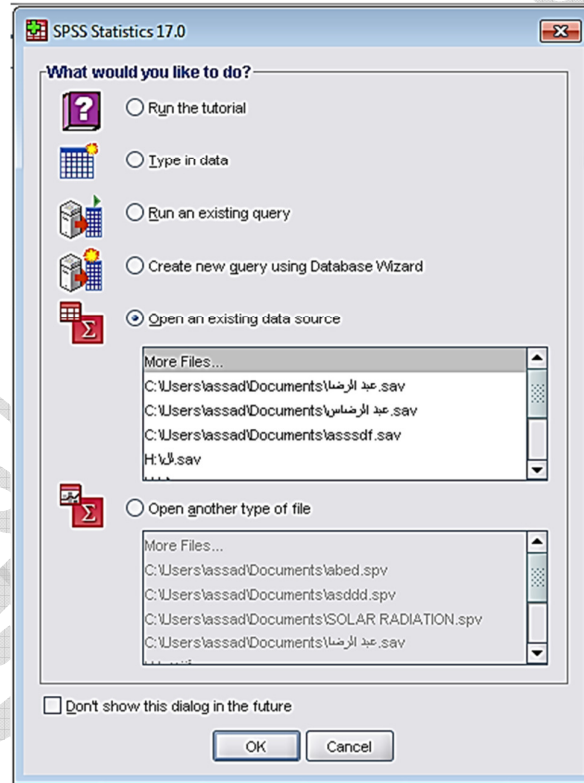 SPSS Statistics 17.0
What would you like to do?
Run the tutorial
Type in data
Run an existing query
Create new query using Database Wizard
Open an existing data source
More Files...
C:\Users\assad\Documents\عبد الرضا.sav
C:\Users\assad\Documents\عبد الرضاس.sav
C:\Users\assad\Documents\asssdf.sav
H:\لال.sav
Open another type of file
More Files...
C:\Users\assad\Documents\abed.spv
C:\Users\assad\Documents\asddd.spv
C:\Users\assad\Documents\SOLAR RADIATION.spv
C:\Users\assad\Documents\عبد الرضا.sav
Don't show this dialog in the future
OK
Cancel